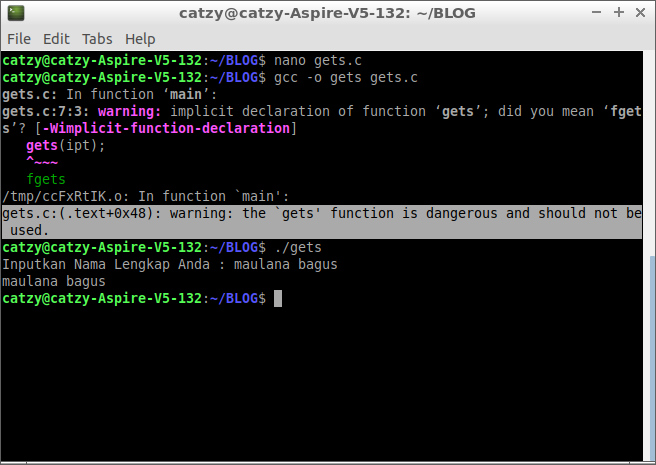 catzy@catzy-Aspire-V5-132: ~/BLOG
File Edit Tabs Help
catzy@catzy-Aspire-V5-132:~/BLOG$ nano gets.c
catzy@catzy-Aspire-V5-132:~/BLOG$ gcc -o gets gets.c
gets.c: In function ‘main’:
gets.c:7:3: warning: implicit declaration of function ‘gets’; did you mean ‘fget
s’? [-Wimplicit-function-declaration]
   gets(ipt);
   ^~~~
   fgets
/tmp/ccFxRtIK.o: In function `main':
gets.c:(.text+0x48): warning: the `gets' function is dangerous and should not be
 used.
catzy@catzy-Aspire-V5-132:~/BLOG$ ./gets
Inputkan Nama Lengkap Anda : maulana bagus
maulana bagus
catzy@catzy-Aspire-V5-132:~/BLOG$